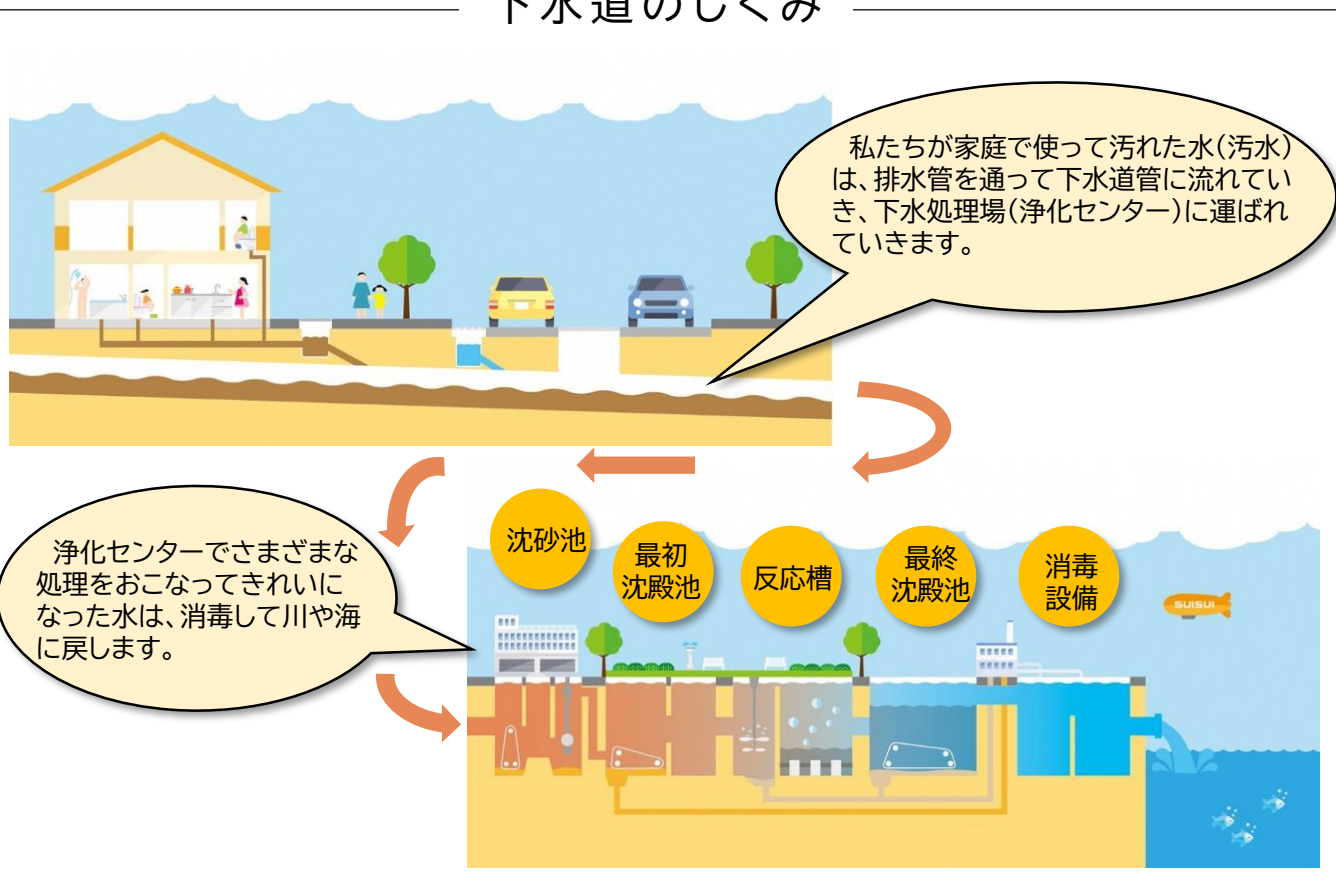 下水道のしくみ
私たちが家庭で使って汚れた水(汚水)
は、排水管を通って下水道管に流れてい
き、下水処理場(浄化センター)に運ばれ
ていきます。
浄化センターでさまざまな
処理をおこなってきれいに
なった水は、消毒して川や海
に戻します。
沈砂池
最初
沈殿池
反応槽
最終
沈殿池
消毒
設備
SUISUI